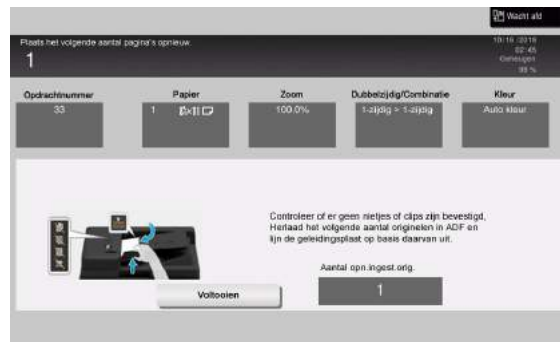 Wacht afd
Plaats het volgende aantal pagina's opnieuw.
1
10/16 /2016
02:45
Geheugen
99 %
Opdrachtnummer
Papier
Zoom
Dubbelzijdig/Combinatie
Kleur
33
1
100.0%
1-zijdig > 1-zijdig
Auto kleur
Controleer of er geen nietjes of clips zijn bevestigd,
Herlaad het volgende aantal originelen in ADF en
lijn de geleidingsplaat op basis daarvan uit.
Aantal opn.ingest.orig.
1
Voltooien